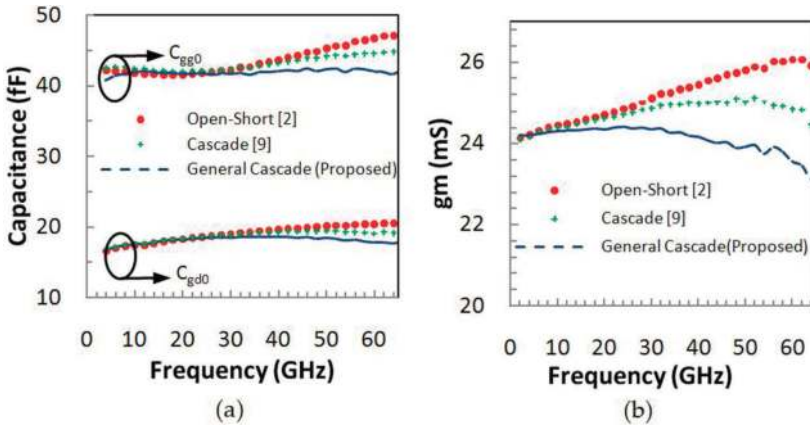 50
40
30
20
10
Capacitance (fF)
C_gg0
Open-Short [2]
Cascade [9]
General Cascade (Proposed)
C_gd0
0 10 20 30 40 50 60
Frequency (GHz)
(a)
26
24
22
20
gm (mS)
Open-Short [2]
Cascade [9]
General Cascade(Proposed)
0 10 20 30 40 50 60
Frequency (GHz)
(b)